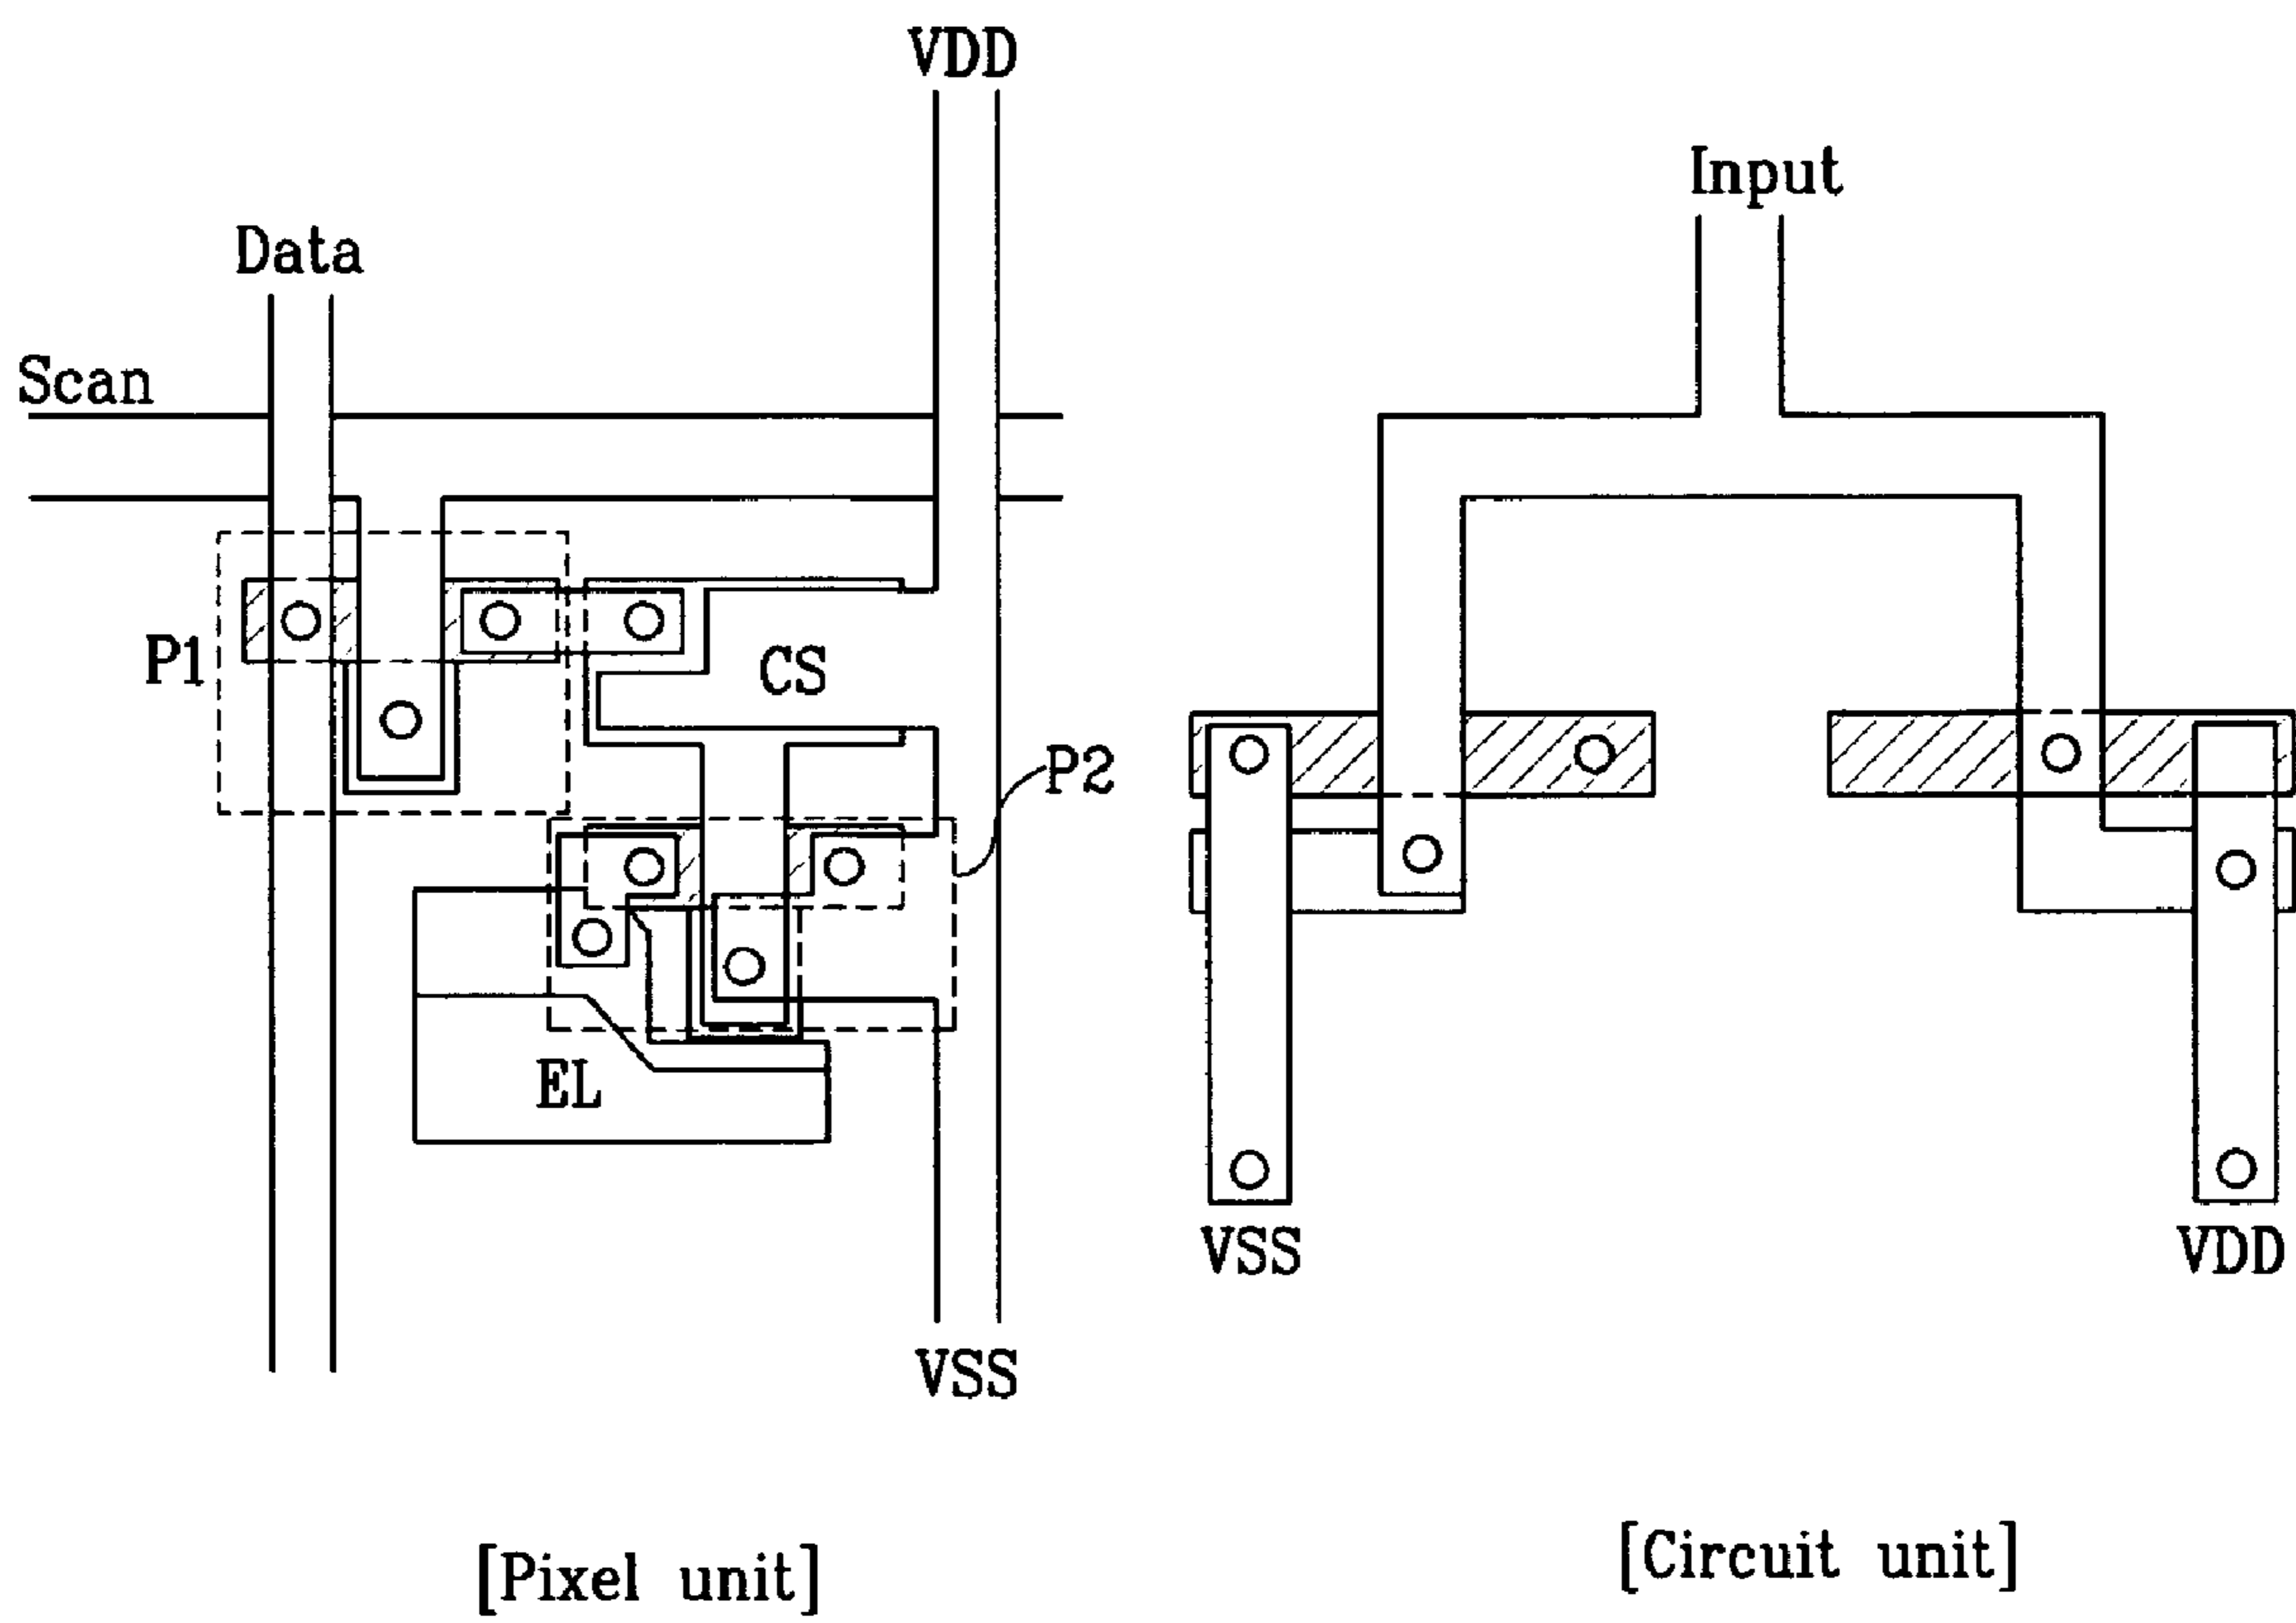 VDD
Input
Data
Scan
P1
CS
P2
EL
VSS
VDD
VSS
[Pixel unit]
[Circuit unit]